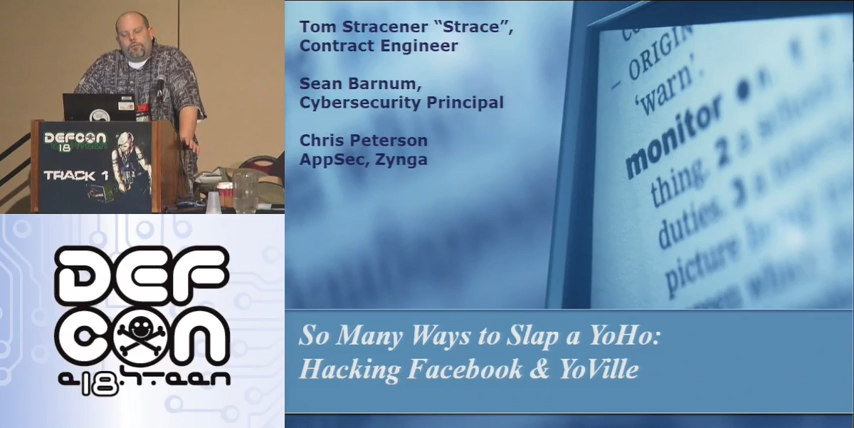 DEFCON
18
TRACK 1
DEF
CON
e18hteen
Tom Stracener “Strace”,
Contract Engineer
Sean Barnum,
Cybersecurity Principal
Chris Peterson
AppSec, Zynga
ORIGIN
'warn'.
monitor
thing. 2 a school
duties. 3 a
picture
So Many Ways to Slap a YoHo:
Hacking Facebook & YoVille